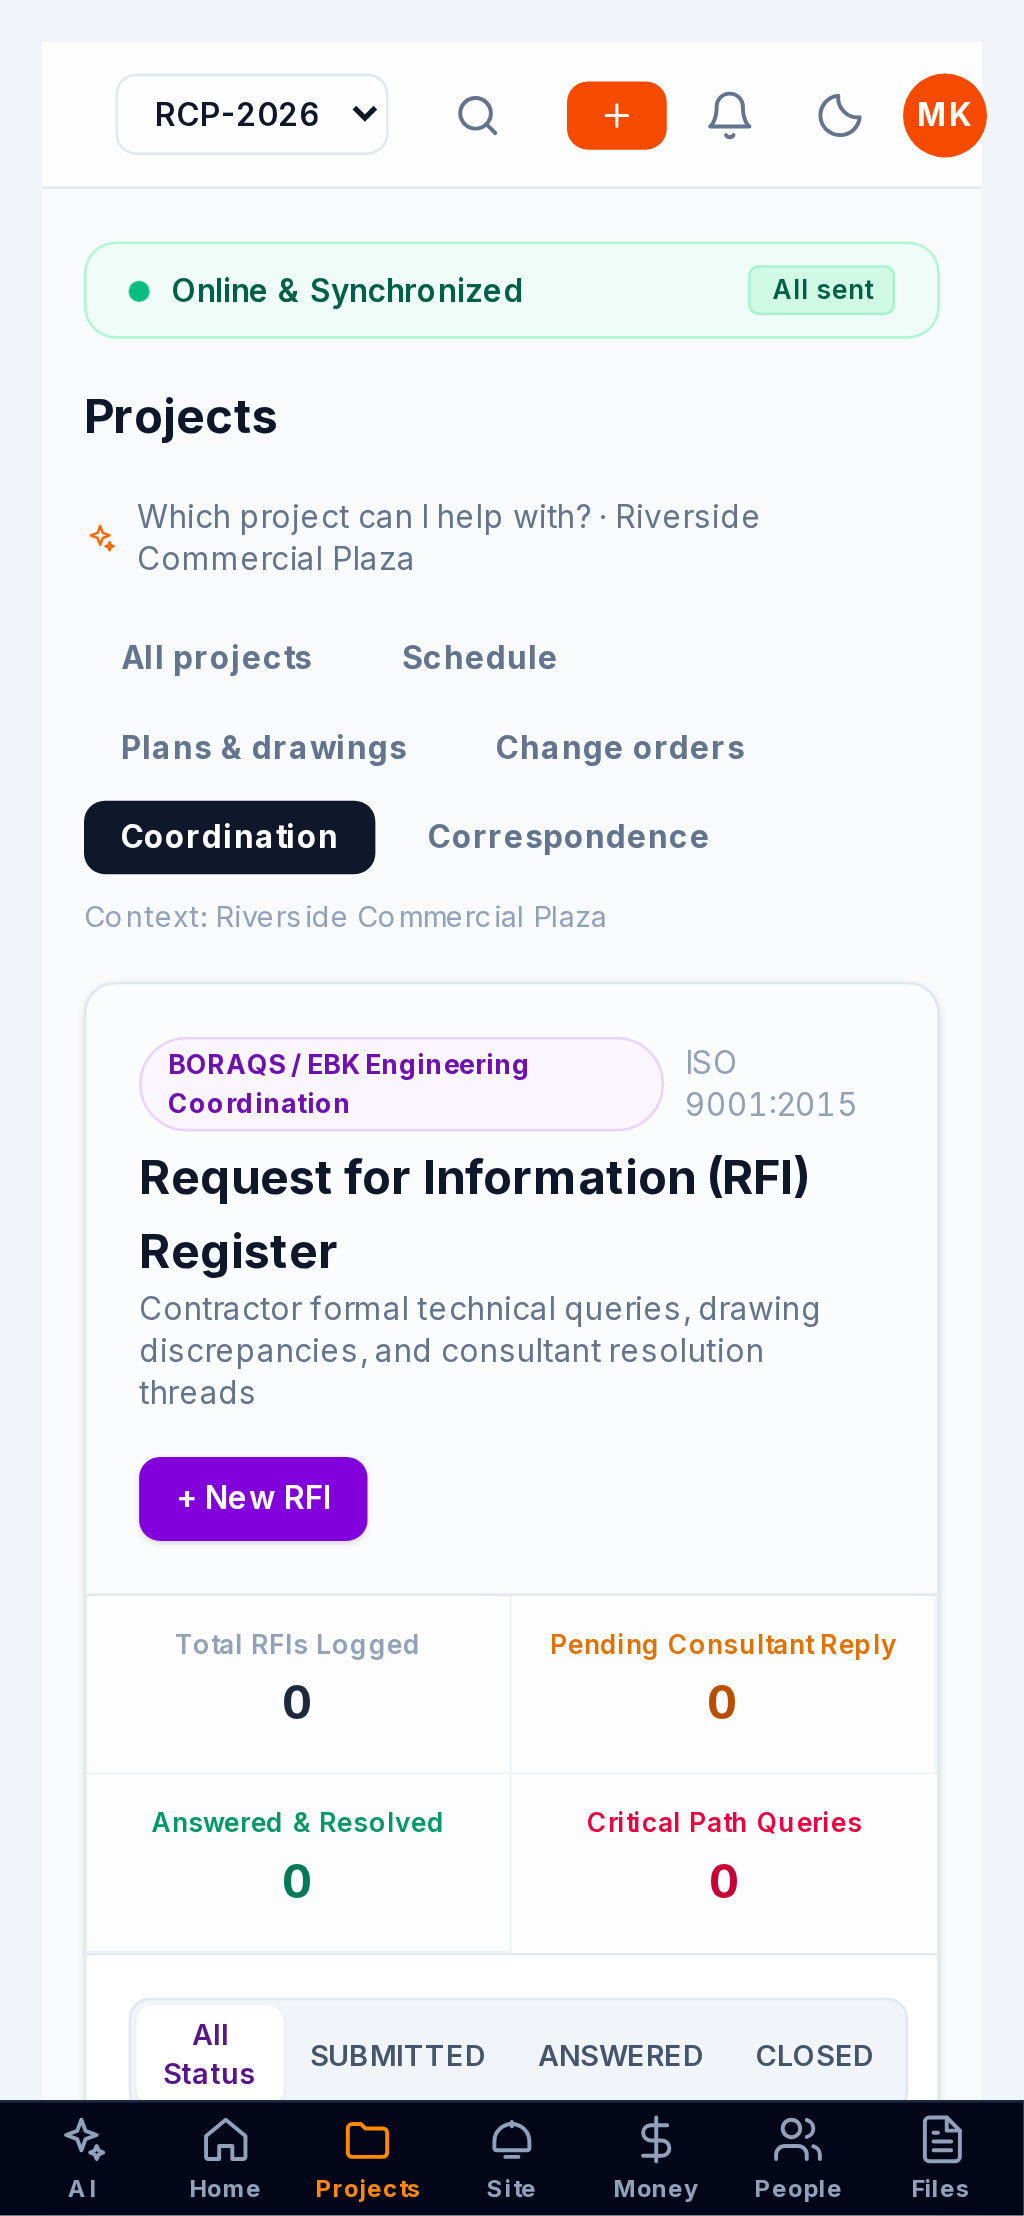 RCP-2026
+
MK
Online & Synchronized
All sent
Projects
Which project can I help with? · Riverside
Commercial Plaza
All projects
Schedule
Plans & drawings
Change orders
Coordination
Correspondence
Context: Riverside Commercial Plaza
BORAQS / EBK Engineering
Coordination
ISO
9001:2015
Request for Information (RFI)
Register
Contractor formal technical queries, drawing
discrepancies, and consultant resolution
threads
+ New RFI
Total RFIs Logged
0
Pending Consultant Reply
0
Answered & Resolved
0
Critical Path Queries
0
All
Status
SUBMITTED
ANSWERED
CLOSED
AI
Home
Projects
Site
Money
People
Files